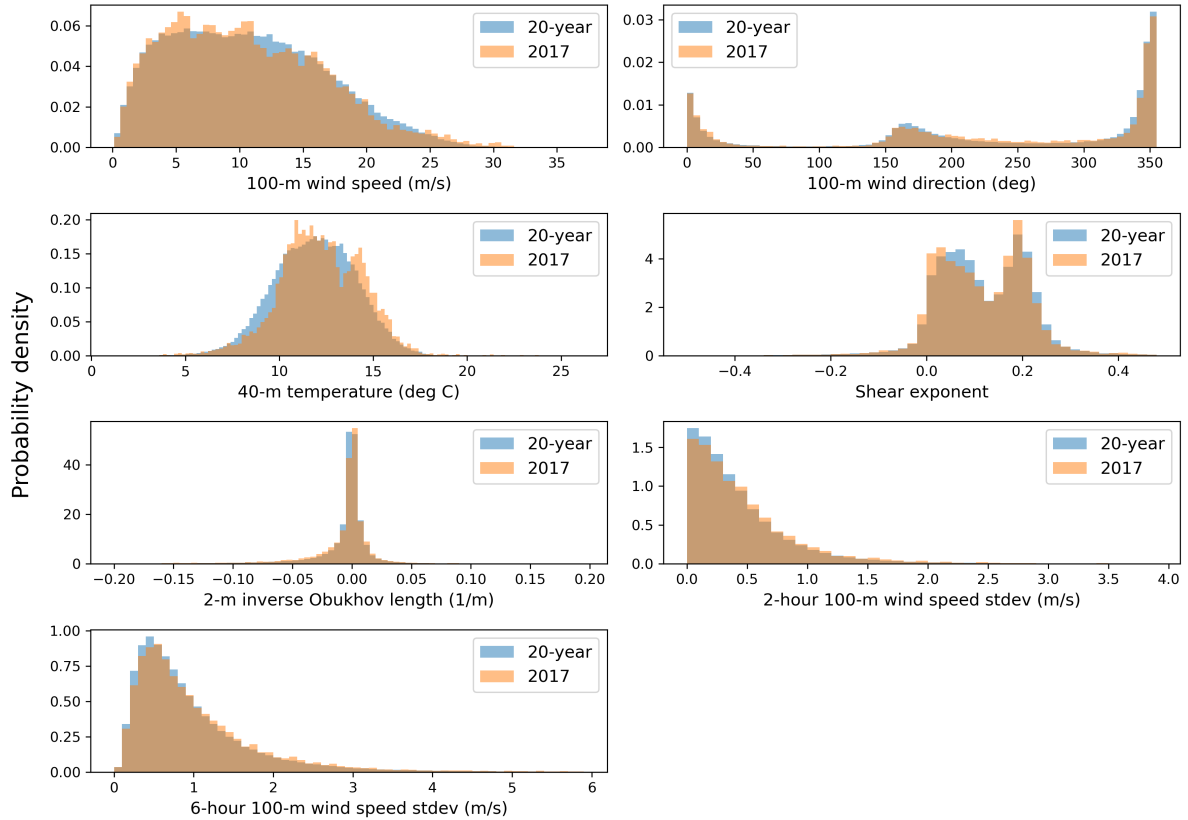 Probability density
0.06
0.04
0.02
0.00
0 5 10 15 20 25 30 35
100-m wind speed (m/s)
20-year
2017
0.03
0.02
0.01
0.00
0 50 100 150 200 250 300 350
100-m wind direction (deg)
20-year
2017
0.20
0.15
0.10
0.05
0.00
0 5 10 15 20 25
40-m temperature (deg C)
20-year
2017
4
2
0
−0.4 −0.2 0.0 0.2 0.4
Shear exponent
20-year
2017
40
20
0
−0.20 −0.15 −0.10 −0.05 0.00 0.05 0.10 0.15 0.20
2-m inverse Obukhov length (1/m)
20-year
2017
1.5
1.0
0.5
0.0
0.0 0.5 1.0 1.5 2.0 2.5 3.0 3.5 4.0
2-hour 100-m wind speed stdev (m/s)
20-year
2017
1.00
0.75
0.50
0.25
0.00
0 1 2 3 4 5 6
6-hour 100-m wind speed stdev (m/s)
20-year
2017